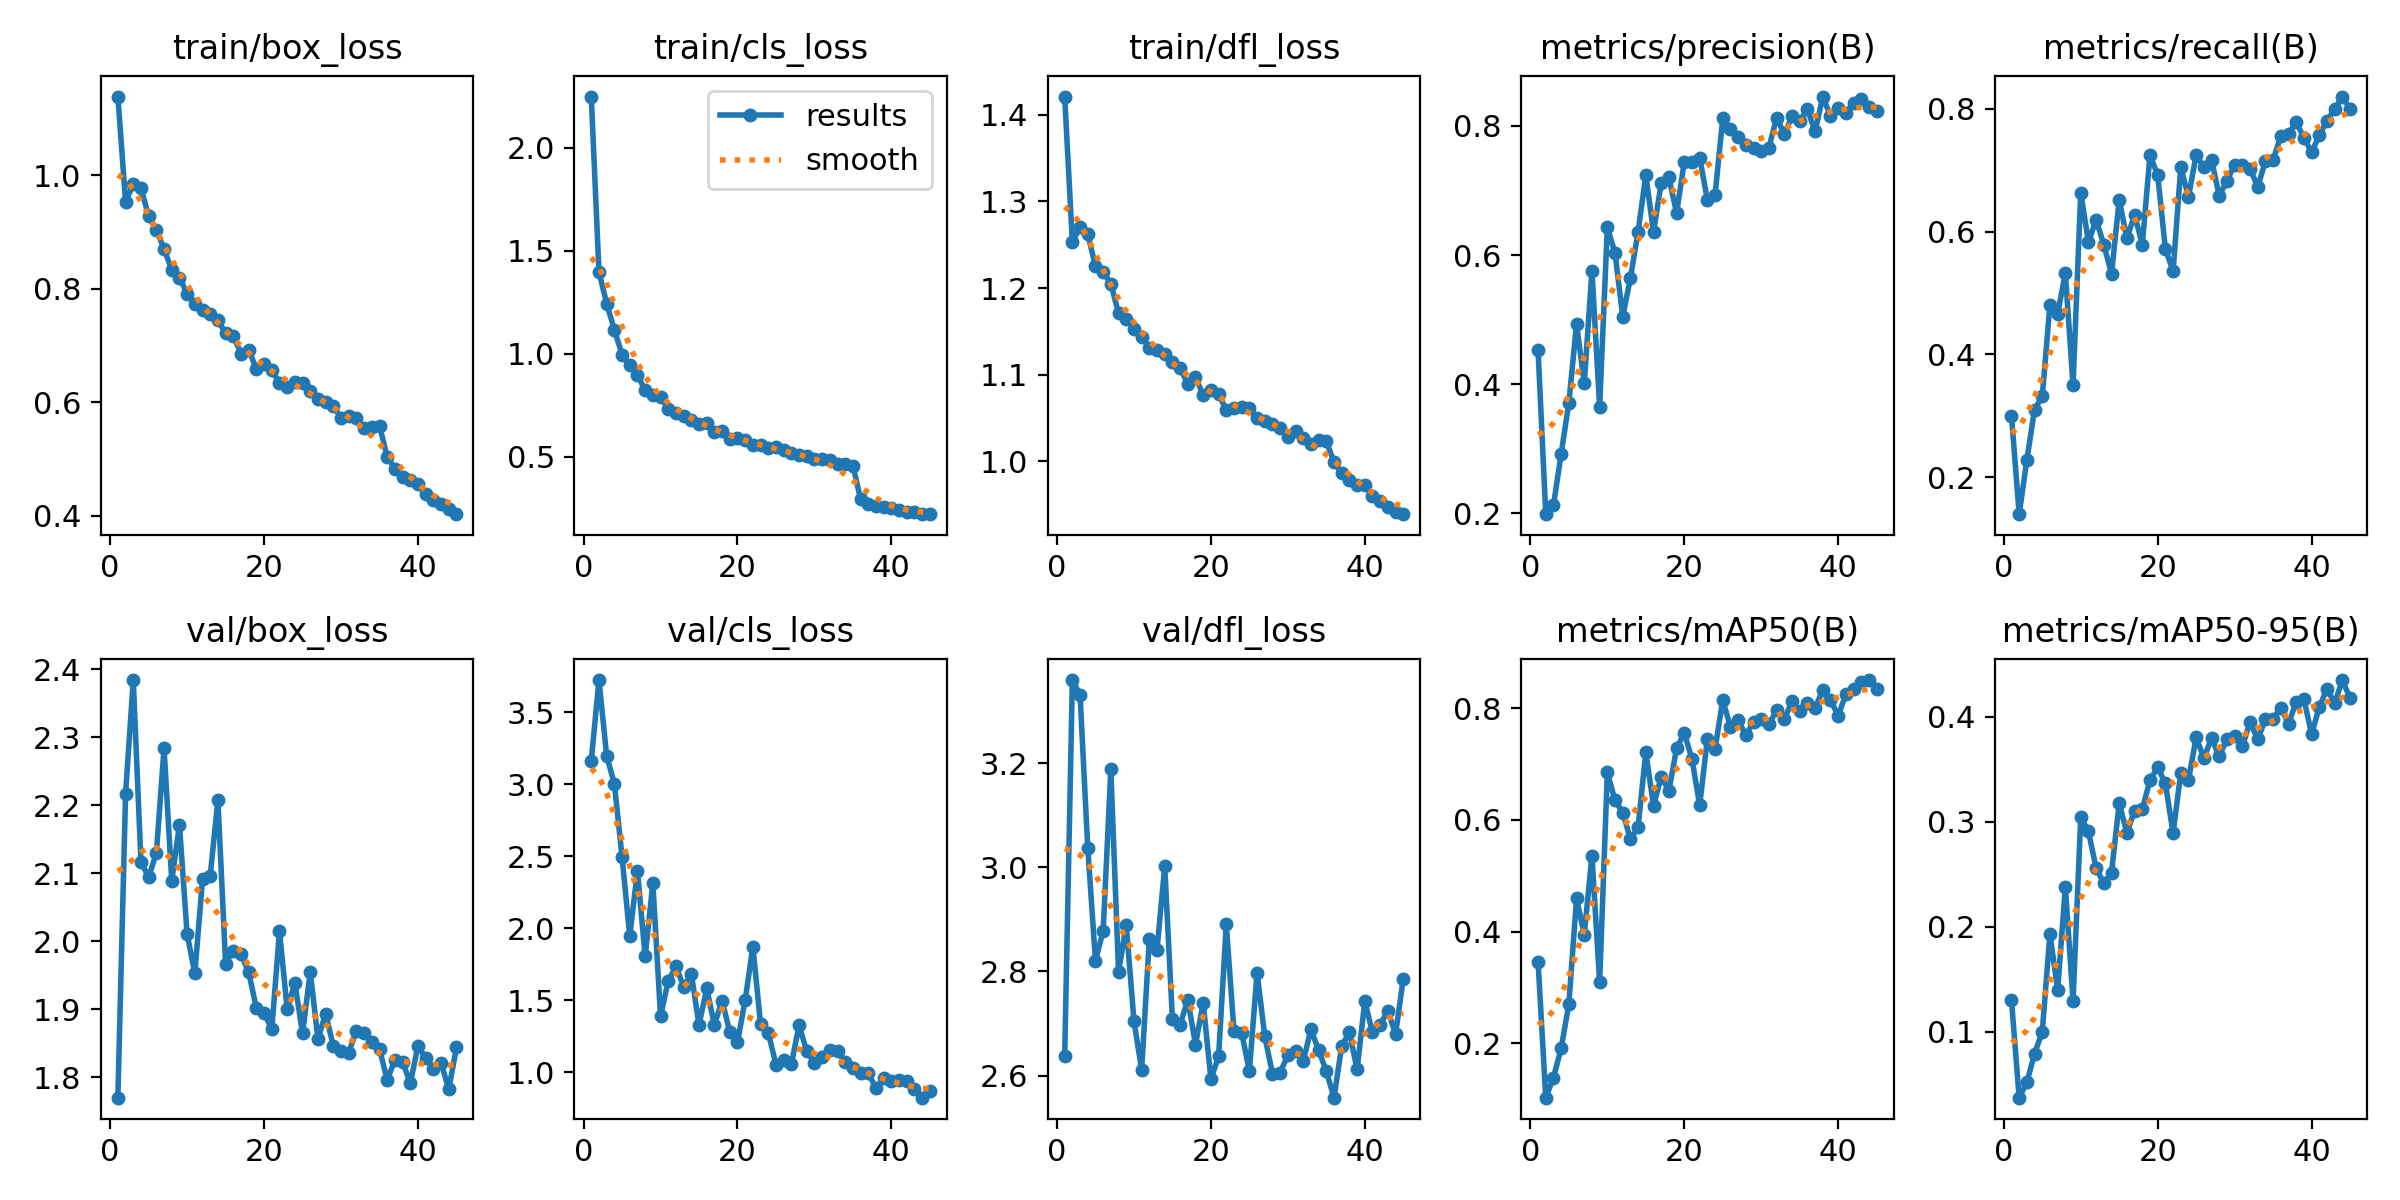 train/box_loss
1.0
0.8
0.6
0.4
0 20 40
train/cls_loss
results
smooth
2.0
1.5
1.0
0.5
0 20 40
train/dfl_loss
1.4
1.3
1.2
1.1
1.0
0 20 40
metrics/precision(B)
0.8
0.6
0.4
0.2
0 20 40
metrics/recall(B)
0.8
0.6
0.4
0.2
0 20 40
val/box_loss
2.4
2.3
2.2
2.1
2.0
1.9
1.8
0 20 40
val/cls_loss
3.5
3.0
2.5
2.0
1.5
1.0
0 20 40
val/dfl_loss
3.2
3.0
2.8
2.6
0 20 40
metrics/mAP50(B)
0.8
0.6
0.4
0.2
0 20 40
metrics/mAP50-95(B)
0.4
0.3
0.2
0.1
0 20 40